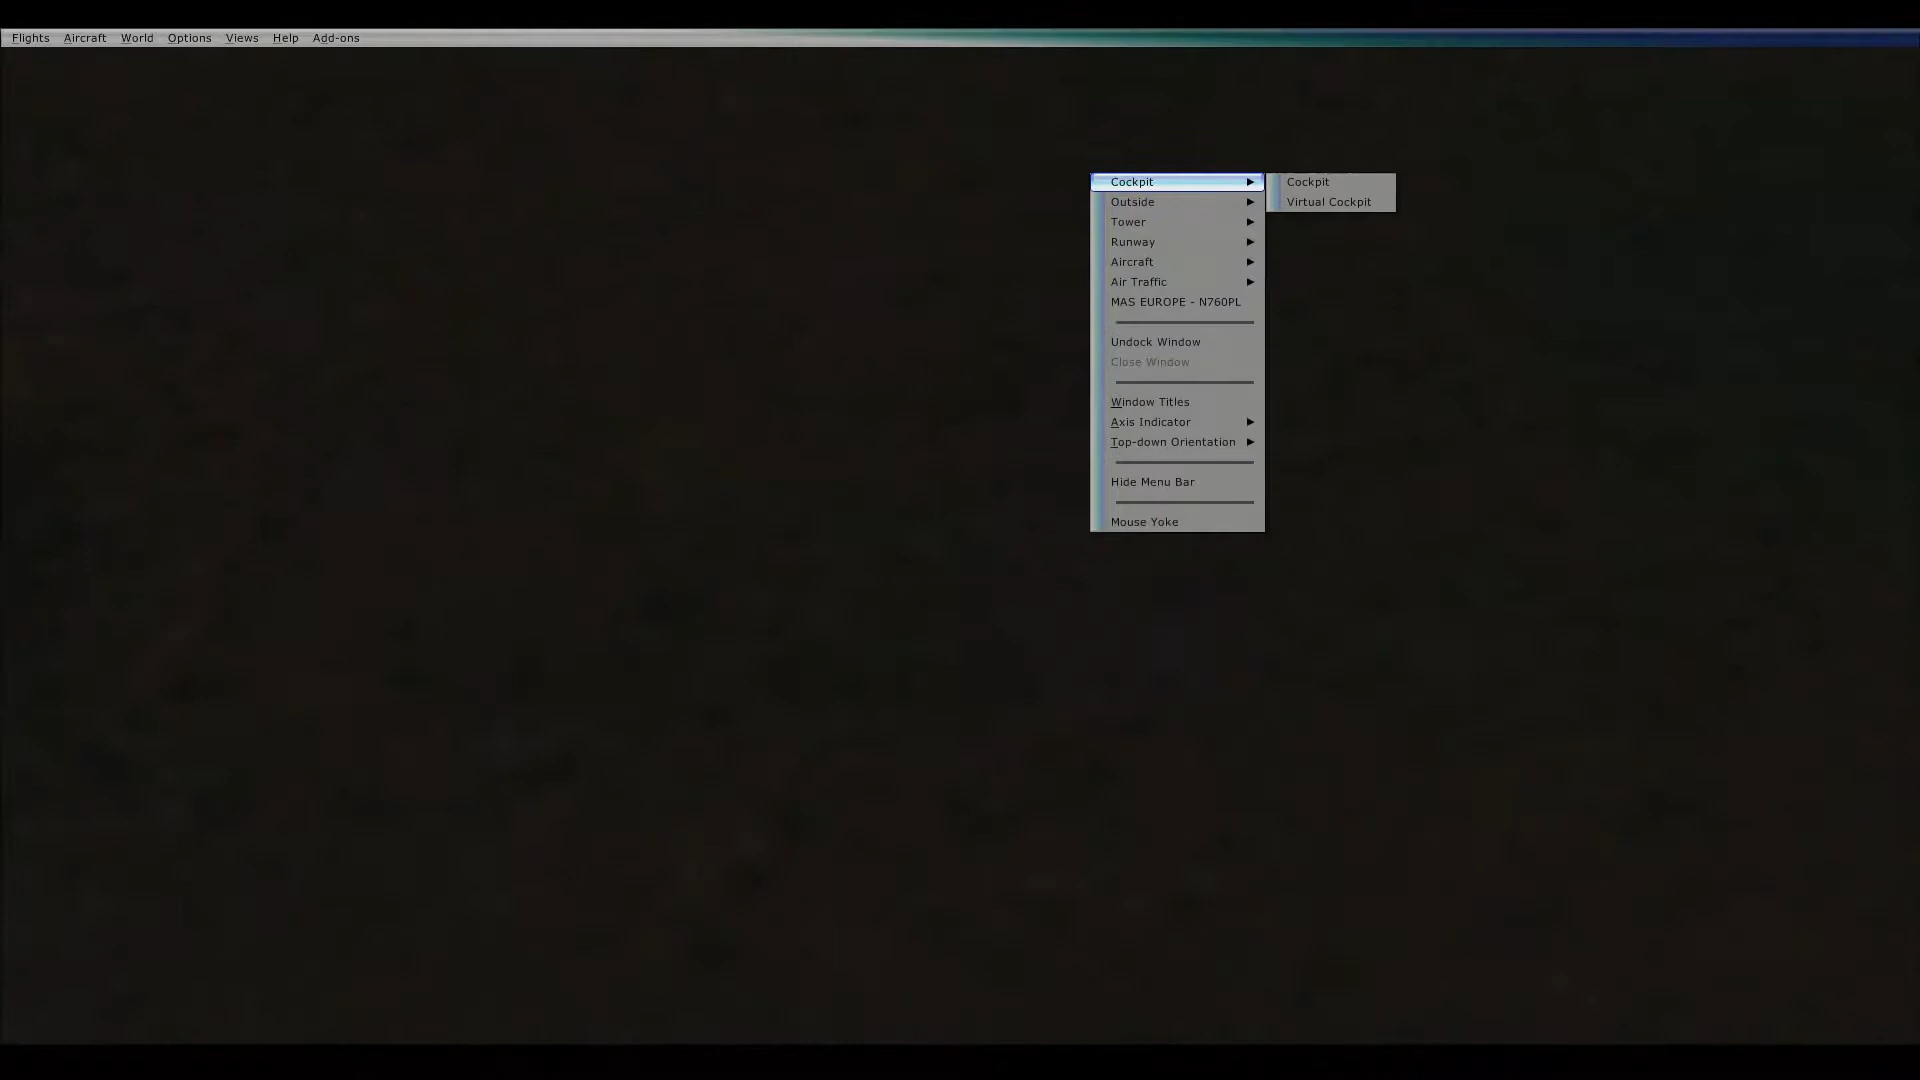 Flights Aircraft World Options Views Help Add-ons
Cockpit
Cockpit
Virtual Cockpit
Outside
Tower
Runway
Aircraft
Air Traffic
MAS EUROPE - N760PL
Undock Window
Close Window
Window Titles
Axis Indicator
Top-down Orientation
Hide Menu Bar
Mouse Yoke